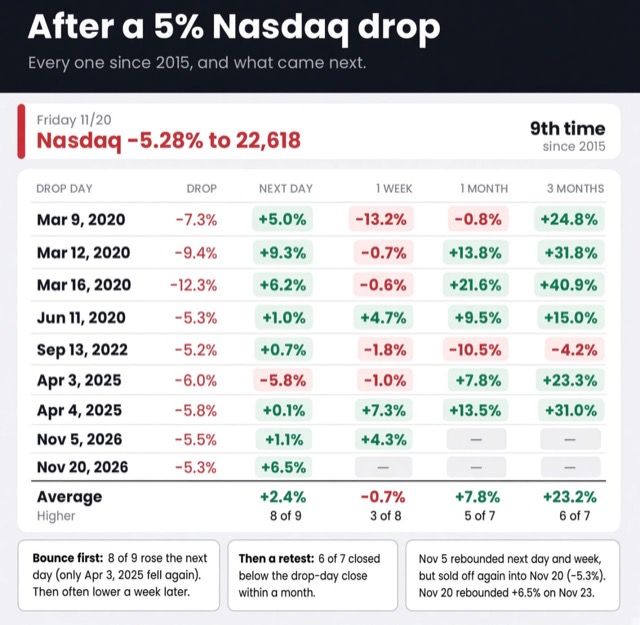 After a 5% Nasdaq drop
Every one since 2015, and what came next.
Friday 11/20
Nasdaq −5.28% to 22,618
9th time
since 2015
DROP DAY DROP NEXT DAY 1 WEEK 1 MONTH 3 MONTHS
Mar 9, 2020 −7.3% +5.0% −13.2% −0.8% +24.8%
Mar 12, 2020 −9.4% +9.3% −0.7% +13.8% +31.8%
Mar 16, 2020 −12.3% +6.2% −0.6% +21.6% +40.9%
Jun 11, 2020 −5.3% +1.0% +4.7% +9.5% +15.0%
Sep 13, 2022 −5.2% +0.7% −1.8% −10.5% −4.2%
Apr 3, 2025 −6.0% −5.8% −1.0% +7.8% +23.3%
Apr 4, 2025 −5.8% +0.1% +7.3% +13.5% +31.0%
Nov 5, 2026 −5.5% +1.1% +4.3% — —
Nov 20, 2026 −5.3% +6.5% — — —
Average +2.4% −0.7% +7.8% +23.2%
Higher 8 of 9 3 of 8 5 of 7 6 of 7
Bounce first: 8 of 9 rose the next
day (only Apr 3, 2025 fell again).
Then often lower a week later.
Then a retest: 6 of 7 closed
below the drop-day close
within a month.
Nov 5 rebounded next day and week,
but sold off again into Nov 20 (−5.3%).
Nov 20 rebounded +6.5% on Nov 23.